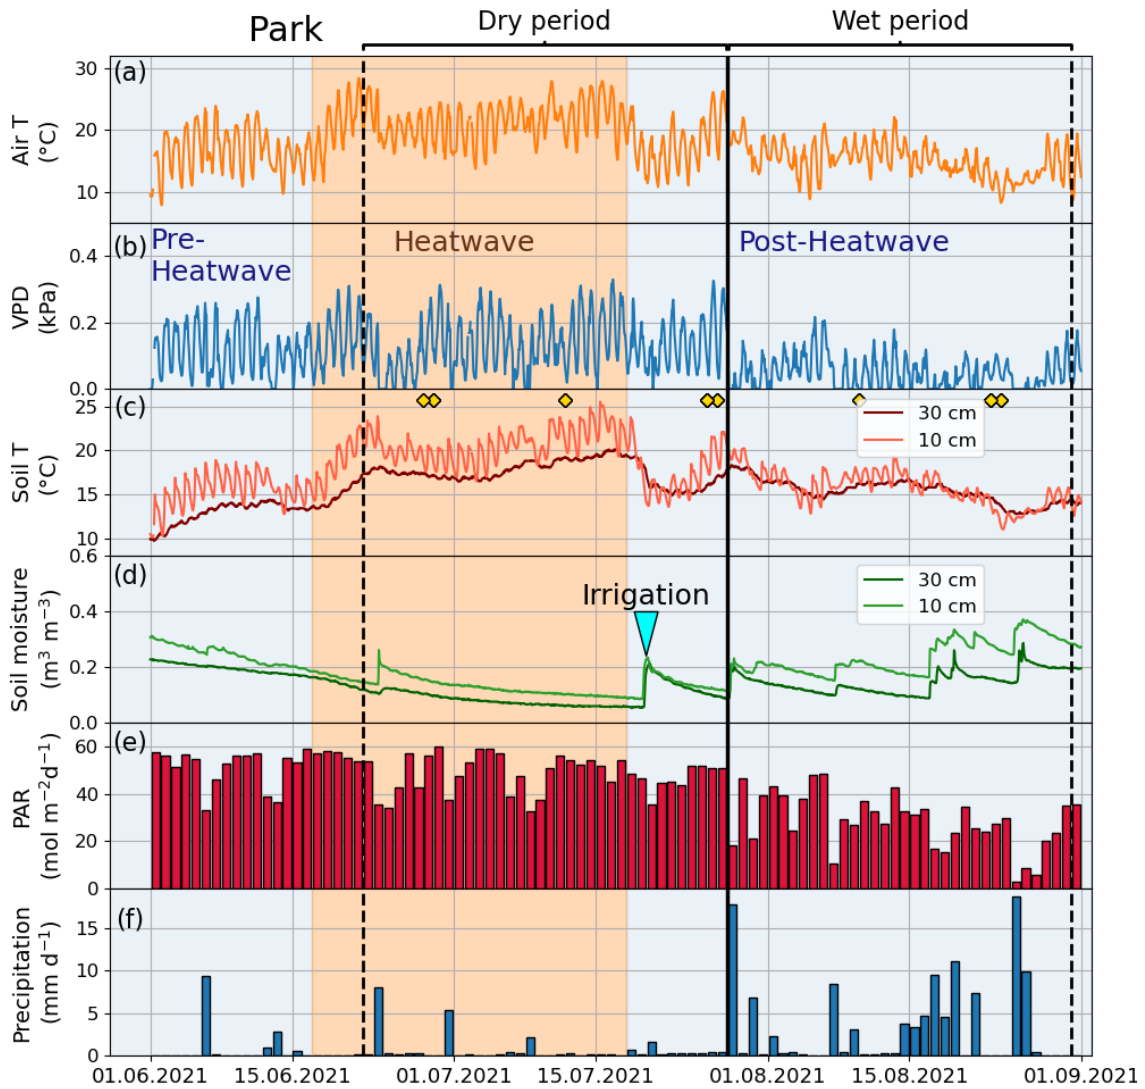 Park
Dry period
Wet period
(a)
30
20
10
Air T
(°C)
(b)
Pre-
Heatwave
Heatwave
Post-Heatwave
0.4
0.2
0.0
VPD
(kPa)
(c)
25
20
15
10
Soil T
(°C)
30 cm
10 cm
(d)
0.6
0.4
0.2
0.0
Soil moisture
(m³ m⁻³)
Irrigation
30 cm
10 cm
(e)
60
40
20
0
PAR
(mol m⁻²d⁻¹)
(f)
15
10
5
0
Precipitation
(mm d⁻¹)
01.06.2021
15.06.2021
01.07.2021
15.07.2021
01.08.2021
15.08.2021
01.09.2021